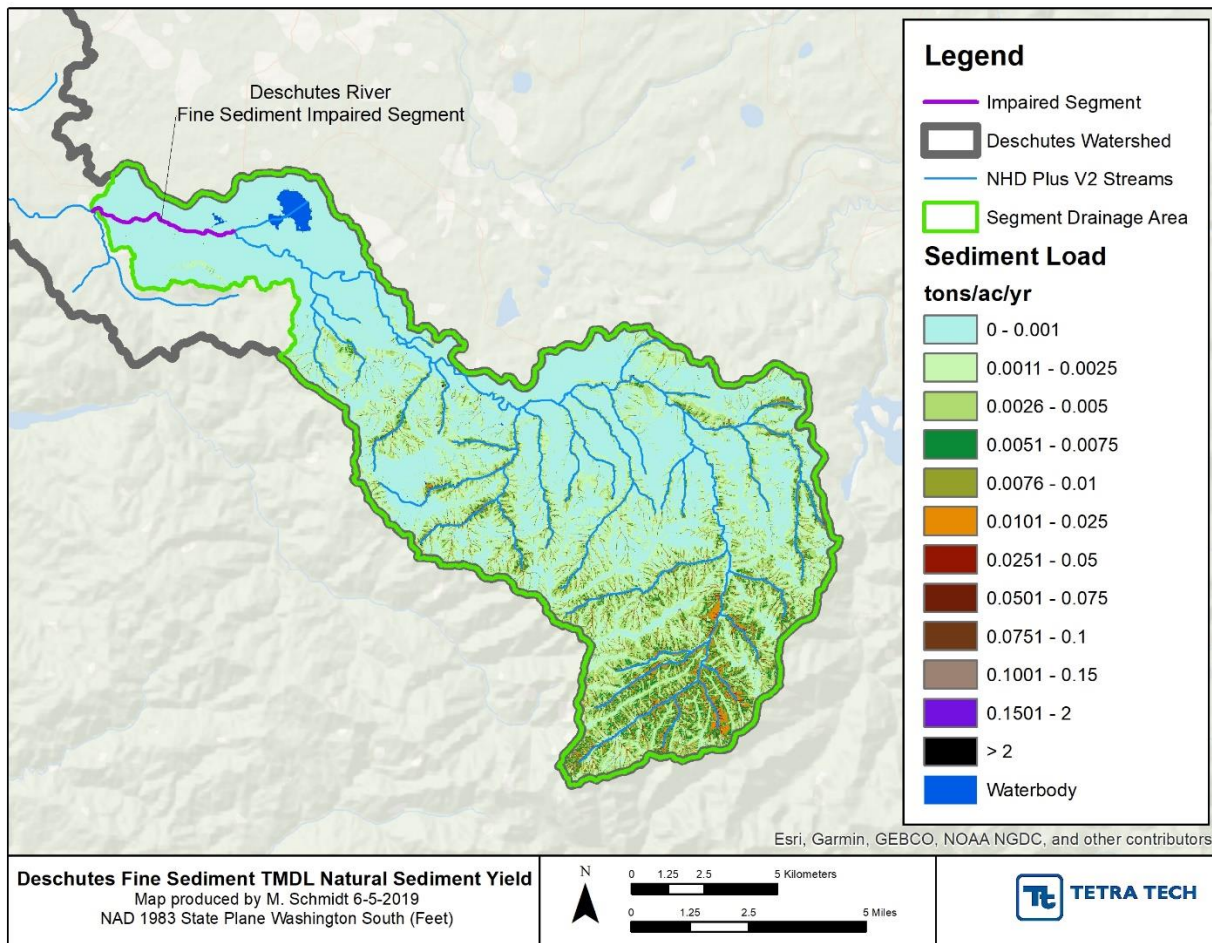 Deschutes River
Fine Sediment Impaired Segment
Legend
Impaired Segment
Deschutes Watershed
NHD Plus V2 Streams
Segment Drainage Area
Sediment Load
tons/ac/yr
0 - 0.001
0.0011 - 0.0025
0.0026 - 0.005
0.0051 - 0.0075
0.0076 - 0.01
0.0101 - 0.025
0.0251 - 0.05
0.0501 - 0.075
0.0751 - 0.1
0.1001 - 0.15
0.1501 - 2
> 2
Waterbody
Esri, Garmin, GEBCO, NOAA NGDC, and other contributors
Deschutes Fine Sediment TMDL Natural Sediment Yield
Map produced by M. Schmidt 6-5-2019
NAD 1983 State Plane Washington South (Feet)
N
0 1.25 2.5 5 Kilometers
0 1.25 2.5 5 Miles
Tt TETRA TECH